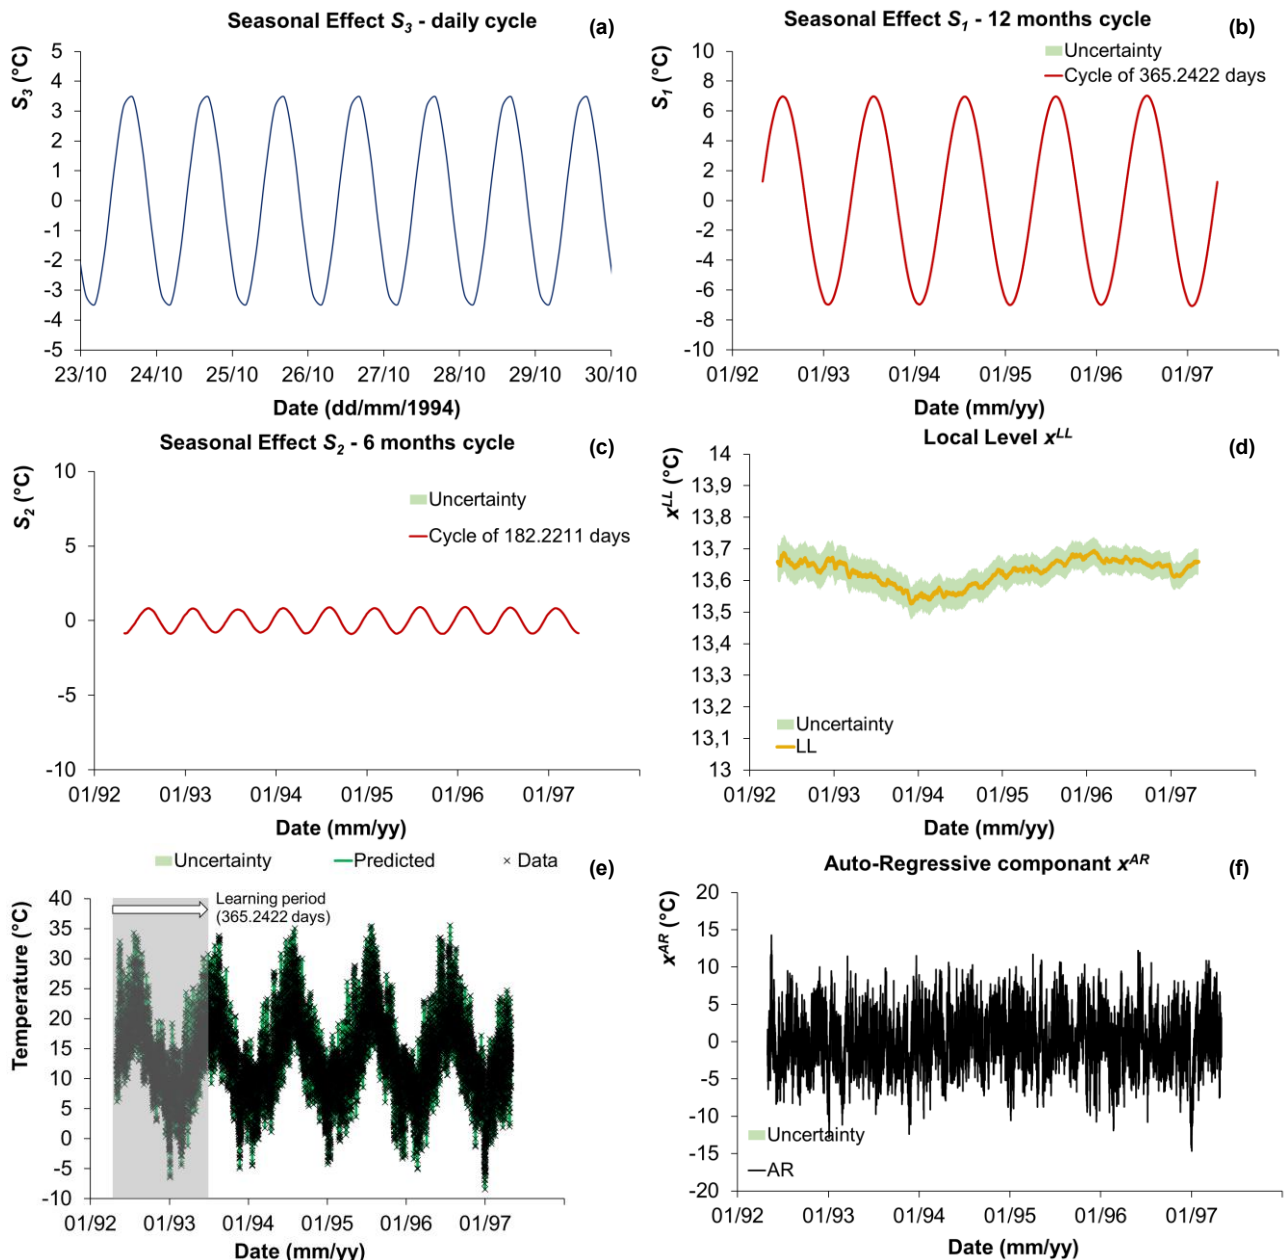 Seasonal Effect S3 - daily cycle
(a)
S3 (°C)
5
4
3
2
1
0
-1
-2
-3
-4
-5
23/10 24/10 25/10 26/10 27/10 28/10 29/10 30/10
Date (dd/mm/1994)
Seasonal Effect S1 - 12 months cycle
(b)
Uncertainty
Cycle of 365.2422 days
S1 (°C)
10
8
6
4
2
0
-2
-4
-6
-8
-10
01/92 01/93 01/94 01/95 01/96 01/97
Date (mm/yy)
Seasonal Effect S2 - 6 months cycle
(c)
Uncertainty
Cycle of 182.2211 days
S2 (°C)
10
5
0
-5
-10
01/92 01/93 01/94 01/95 01/96 01/97
Date (mm/yy)
Local Level xLL
(d)
xLL (°C)
14
13,9
13,8
13,7
13,6
13,5
13,4
13,3
13,2
13,1
13
Uncertainty
LL
01/92 01/93 01/94 01/95 01/96 01/97
Date (mm/yy)
Uncertainty Predicted × Data
(e)
Learning period
(365.2422 days)
Temperature (°C)
40
35
30
25
20
15
10
5
0
-5
-10
01/92 01/93 01/94 01/95 01/96 01/97
Date (mm/yy)
Auto-Regressive componant xAR
(f)
xAR (°C)
20
15
10
5
0
-5
-10
-15
-20
Uncertainty
AR
01/92 01/93 01/94 01/95 01/96 01/97
Date (mm/yy)